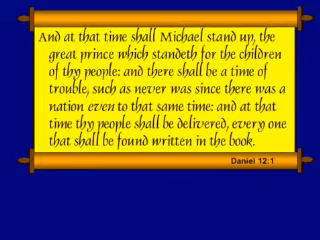 And at that time shall Michael stand up, the
great prince which standeth for the children
of thy people: and there shall be a time of
trouble, such as never was since there was a
nation even to that same time: and at that
time thy people shall be delivered, every one
that shall be found written in the book.
Daniel 12:1